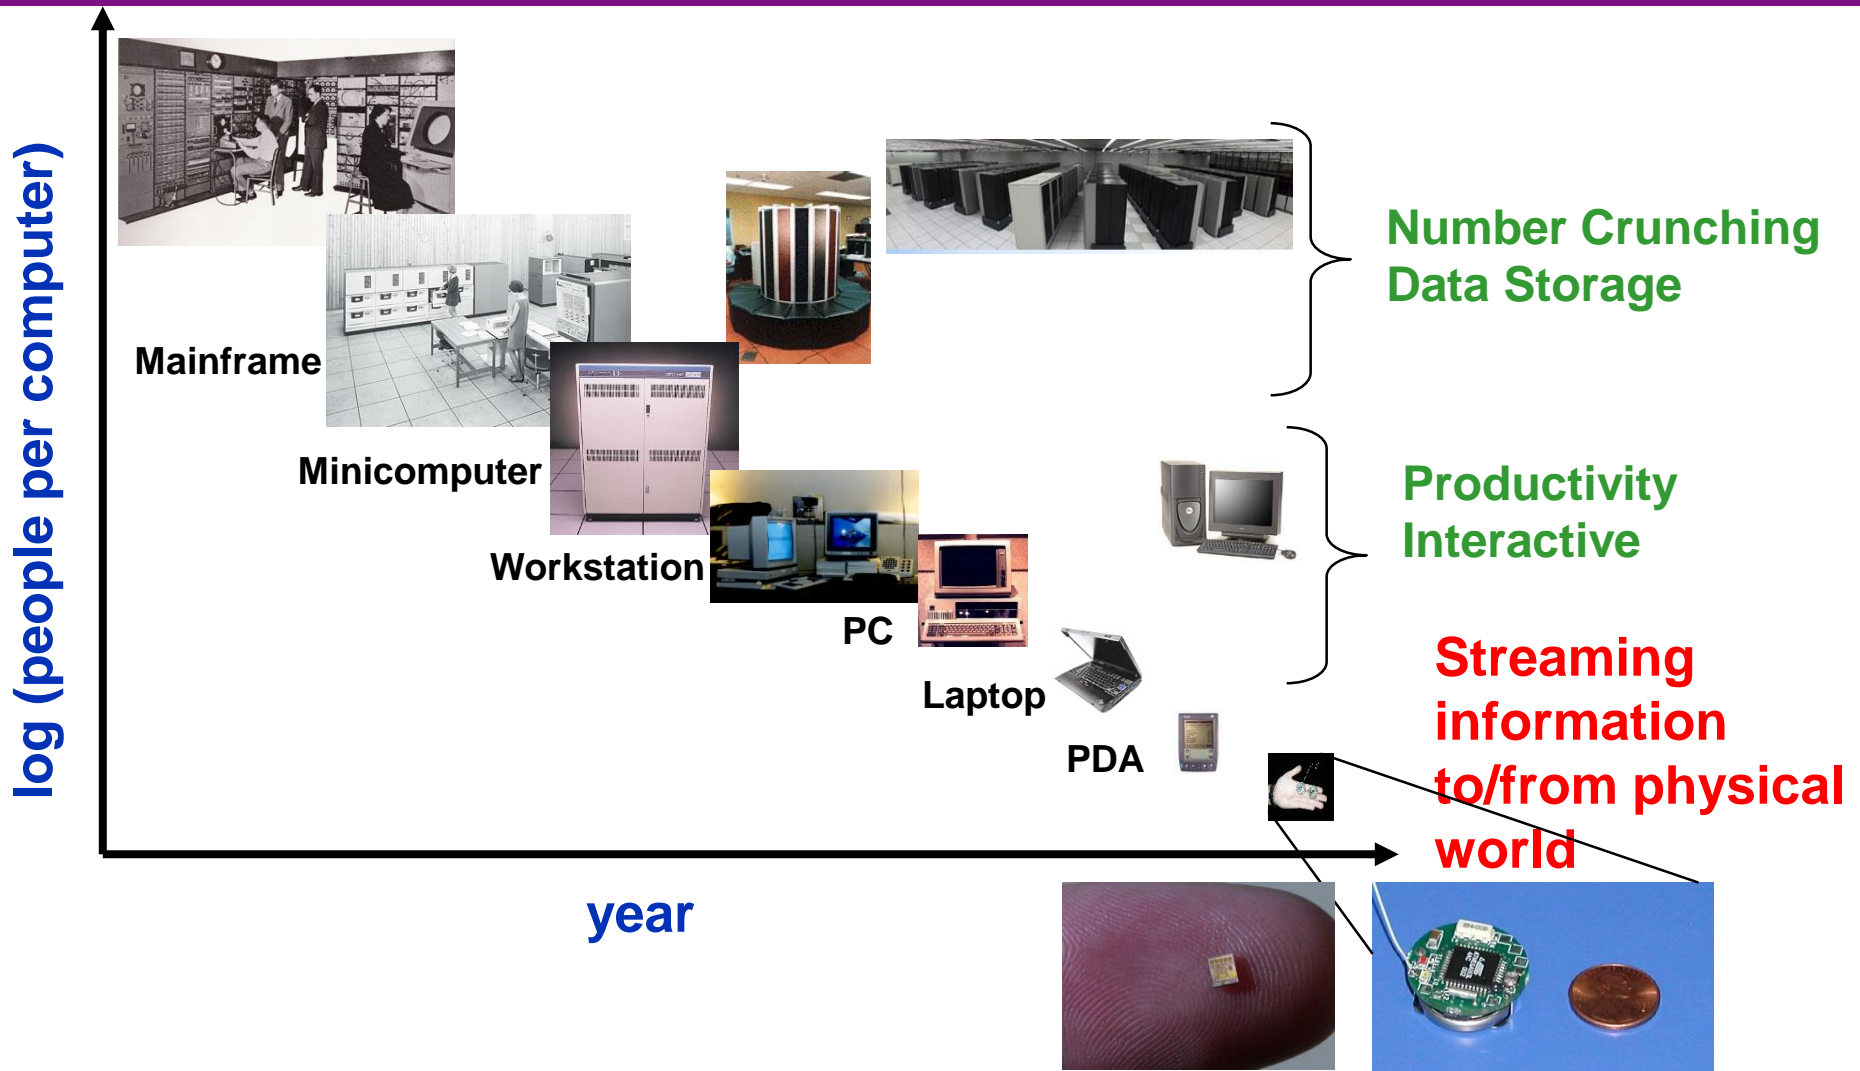 log (people per computer)
Number Crunching
Data Storage
Mainframe
Minicomputer
Productivity
Interactive
Workstation
PC
Streaming
information
to/from physical
world
Laptop
PDA
year